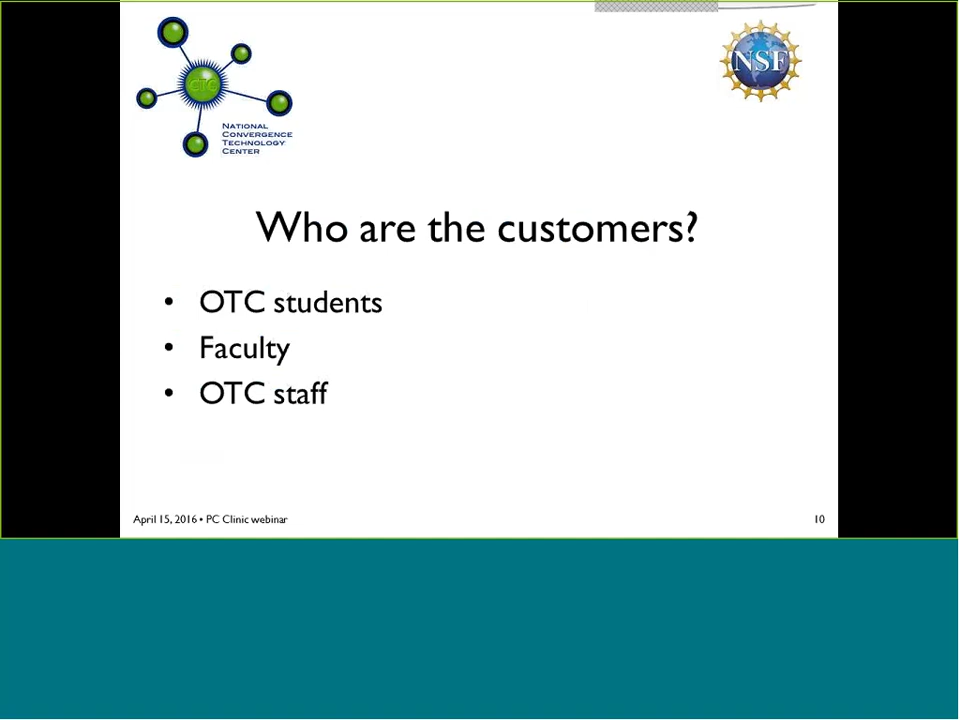 CTC
NSF
NATIONAL
CONVERGENCE
TECHNOLOGY
CENTER
Who are the customers?
• OTC students
• Faculty
• OTC staff
April 15, 2016 • PC Clinic webinar
10